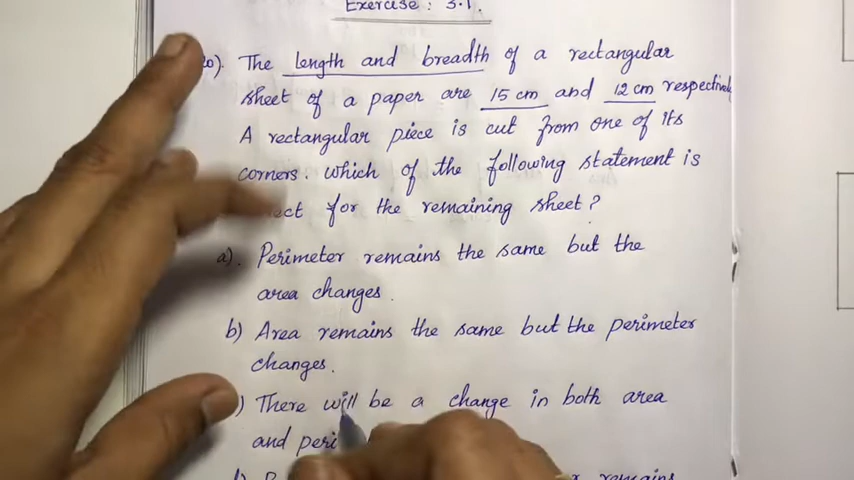 Exercise: 3.1.
20). The length and breadth of a rectangular
sheet of a paper are 15 cm and 12 cm respectively
A rectangular piece is cut from one of its
corners. which of the following statement is
for the remaining sheet?
a). Perimeter remains the same but the
area changes.
b) Area remains the same but the perimeter
changes.
) There will be a change in both area
and peri
remains